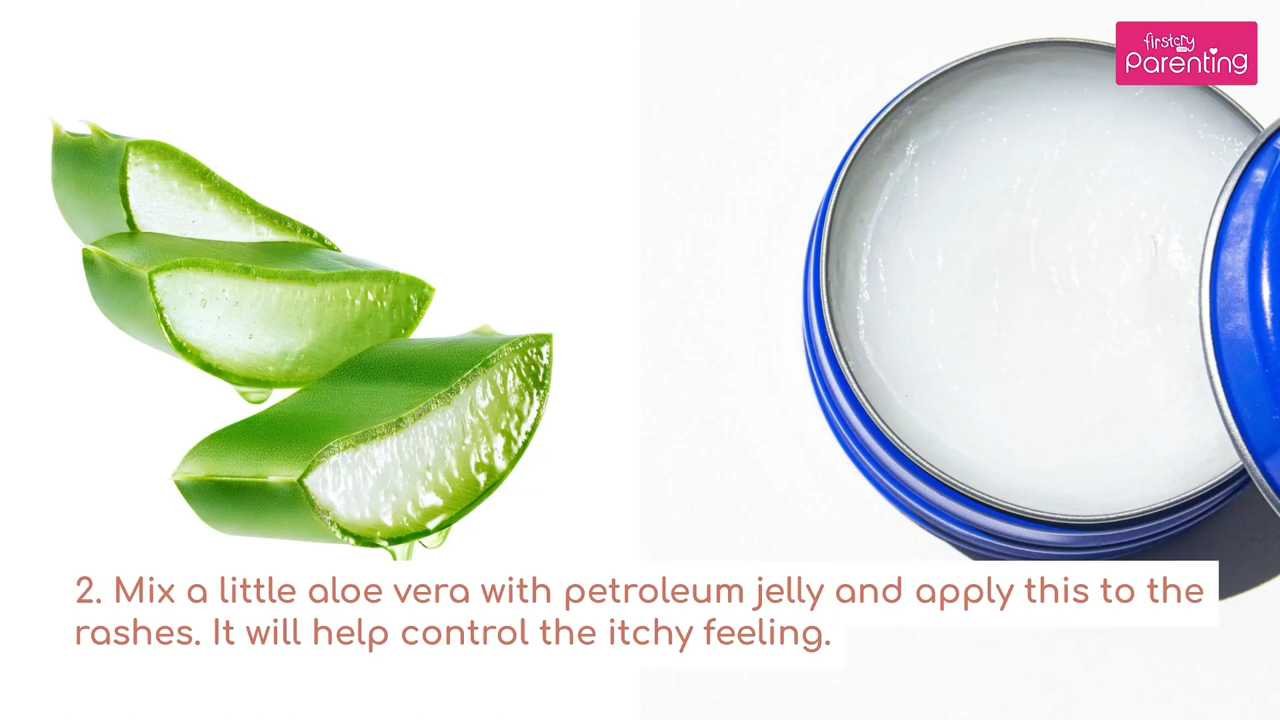 firstcry
Parenting
2. Mix a little aloe vera with petroleum jelly and apply this to the
rashes. It will help control the itchy feeling.